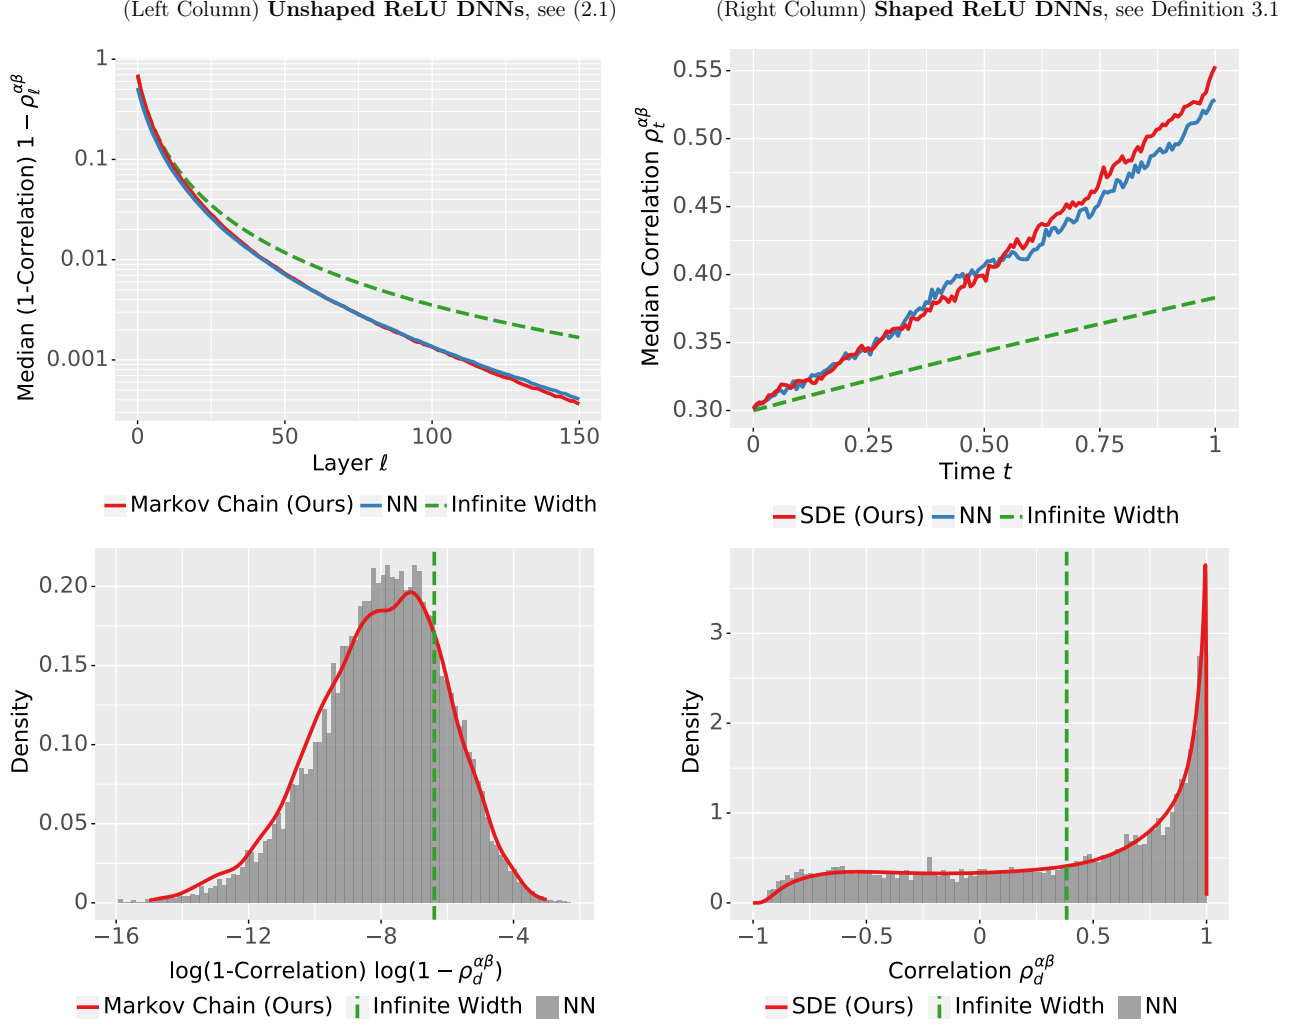 (Left Column) Unshaped ReLU DNNs, see (2.1)
(Right Column) Shaped ReLU DNNs, see Definition 3.1
Median (1-Correlation) 1 − ρ_ℓ^{αβ}
1
0.1
0.01
0.001
0
50
100
150
Layer ℓ
Markov Chain (Ours) NN Infinite Width
Median Correlation ρ_t^{αβ}
0.55
0.50
0.45
0.40
0.35
0.30
0
0.25
0.50
0.75
1
Time t
SDE (Ours) NN Infinite Width
Density
0.20
0.15
0.10
0.05
0
−16
−12
−8
−4
log(1-Correlation) log(1 − ρ_d^{αβ})
Markov Chain (Ours) Infinite Width NN
Density
3
2
1
0
−1
−0.5
0
0.5
1
Correlation ρ_d^{αβ}
SDE (Ours) Infinite Width NN